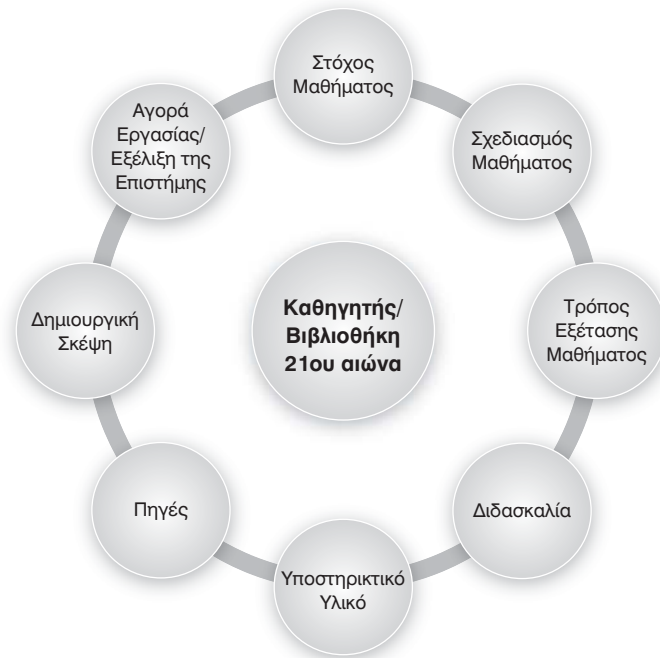 Στόχος
Μαθήματος
Σχεδιασμός
Μαθήματος
Τρόπος
Εξέτασης
Μαθήματος
Διδασκαλία
Υποστηρικτικό
Υλικό
Πηγές
Δημιουργική
Σκέψη
Αγορά
Εργασίας/
Εξέλιξη της
Επιστήμης
Καθηγητής/
Βιβλιοθήκη
21ου αιώνα